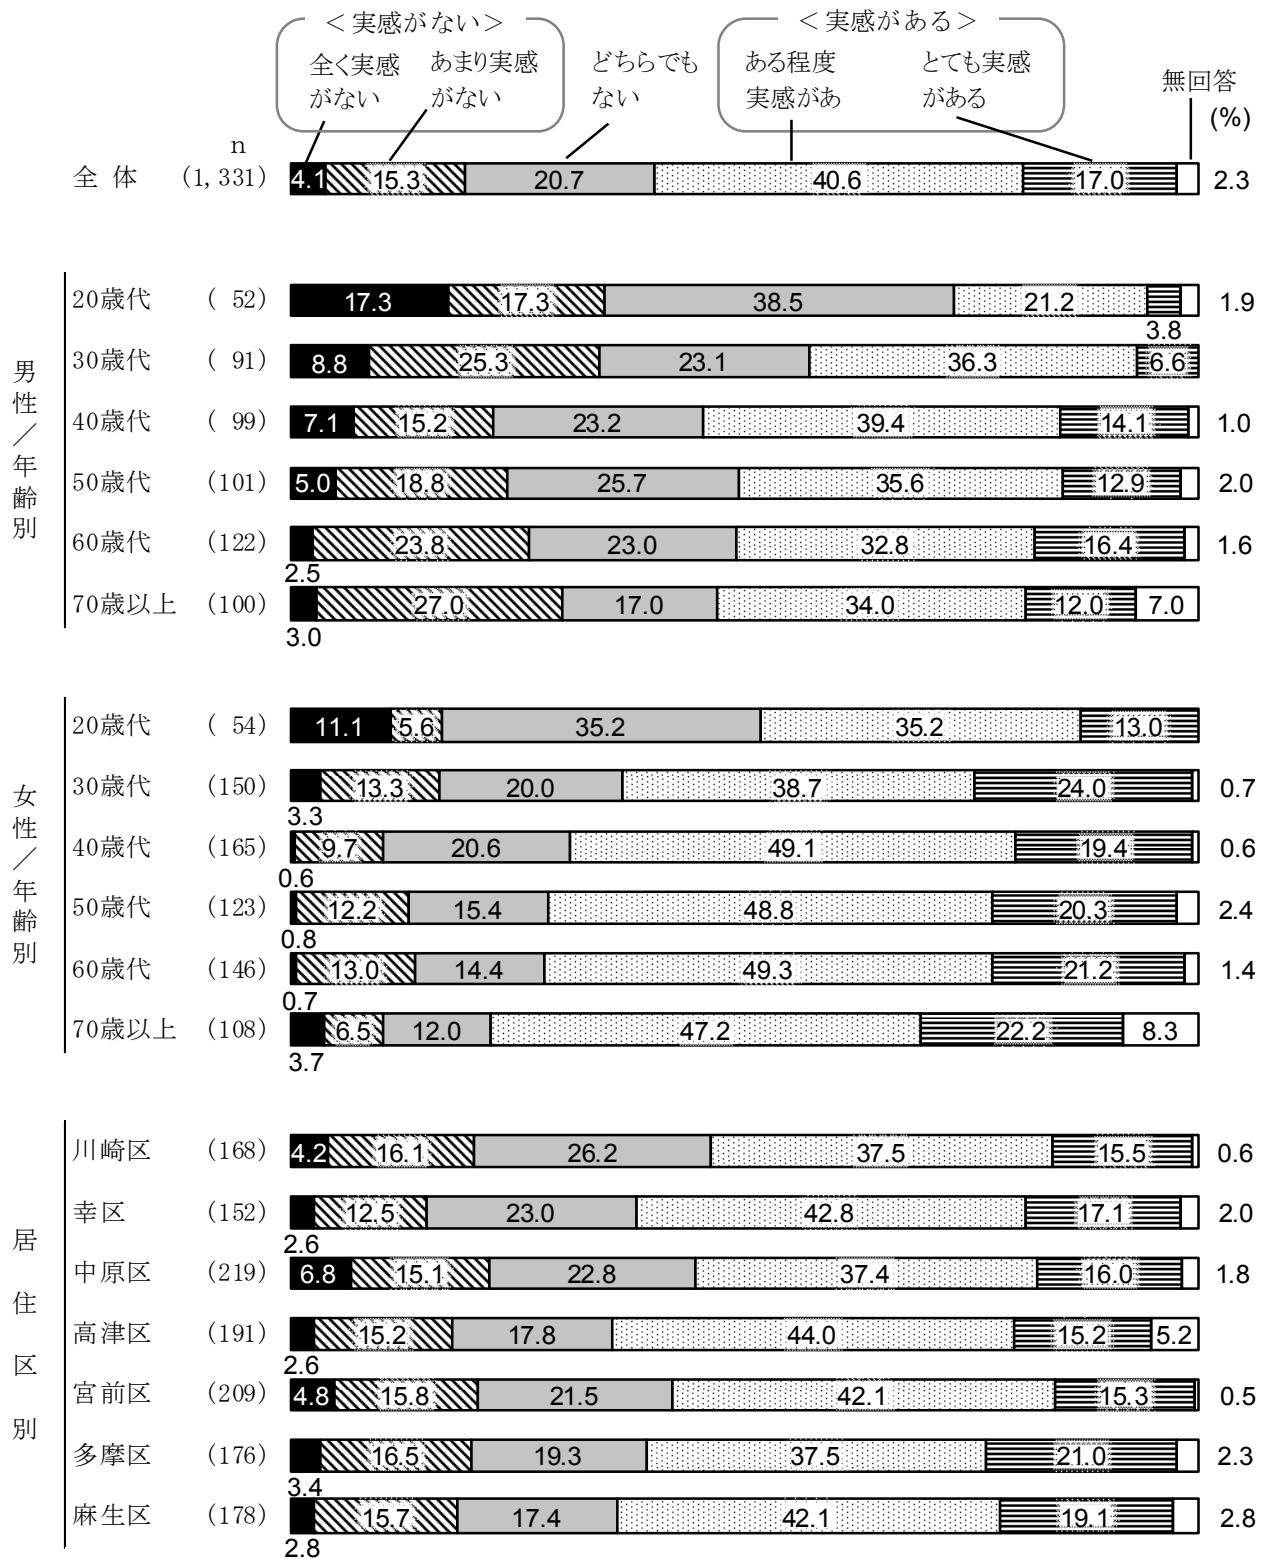 ＜実感がない＞ ＜実感がある＞
全く実感 あまり実感 どちらでも ある程度 とても実感
がない がない ない 実感があ がある 無回答
(%)
n
全 体 (1,331) 4.1 15.3 20.7 40.6 17.0 2.3
男性／年齢別
20歳代 ( 52) 17.3 17.3 38.5 21.2 3.8 1.9
30歳代 ( 91) 8.8 25.3 23.1 36.3 6.6
40歳代 ( 99) 7.1 15.2 23.2 39.4 14.1 1.0
50歳代 (101) 5.0 18.8 25.7 35.6 12.9 2.0
60歳代 (122) 2.5 23.8 23.0 32.8 16.4 1.6
70歳以上 (100) 3.0 27.0 17.0 34.0 12.0 7.0
女性／年齢別
20歳代 ( 54) 11.1 5.6 35.2 35.2 13.0
30歳代 (150) 3.3 13.3 20.0 38.7 24.0 0.7
40歳代 (165) 0.6 9.7 20.6 49.1 19.4 0.6
50歳代 (123) 0.8 12.2 15.4 48.8 20.3 2.4
60歳代 (146) 0.7 13.0 14.4 49.3 21.2 1.4
70歳以上 (108) 3.7 6.5 12.0 47.2 22.2 8.3
居住区別
川崎区 (168) 4.2 16.1 26.2 37.5 15.5 0.6
幸区 (152) 2.6 12.5 23.0 42.8 17.1 2.0
中原区 (219) 6.8 15.1 22.8 37.4 16.0 1.8
高津区 (191) 2.6 15.2 17.8 44.0 15.2 5.2
宮前区 (209) 4.8 15.8 21.5 42.1 15.3 0.5
多摩区 (176) 3.4 16.5 19.3 37.5 21.0 2.3
麻生区 (178) 2.8 15.7 17.4 42.1 19.1 2.8